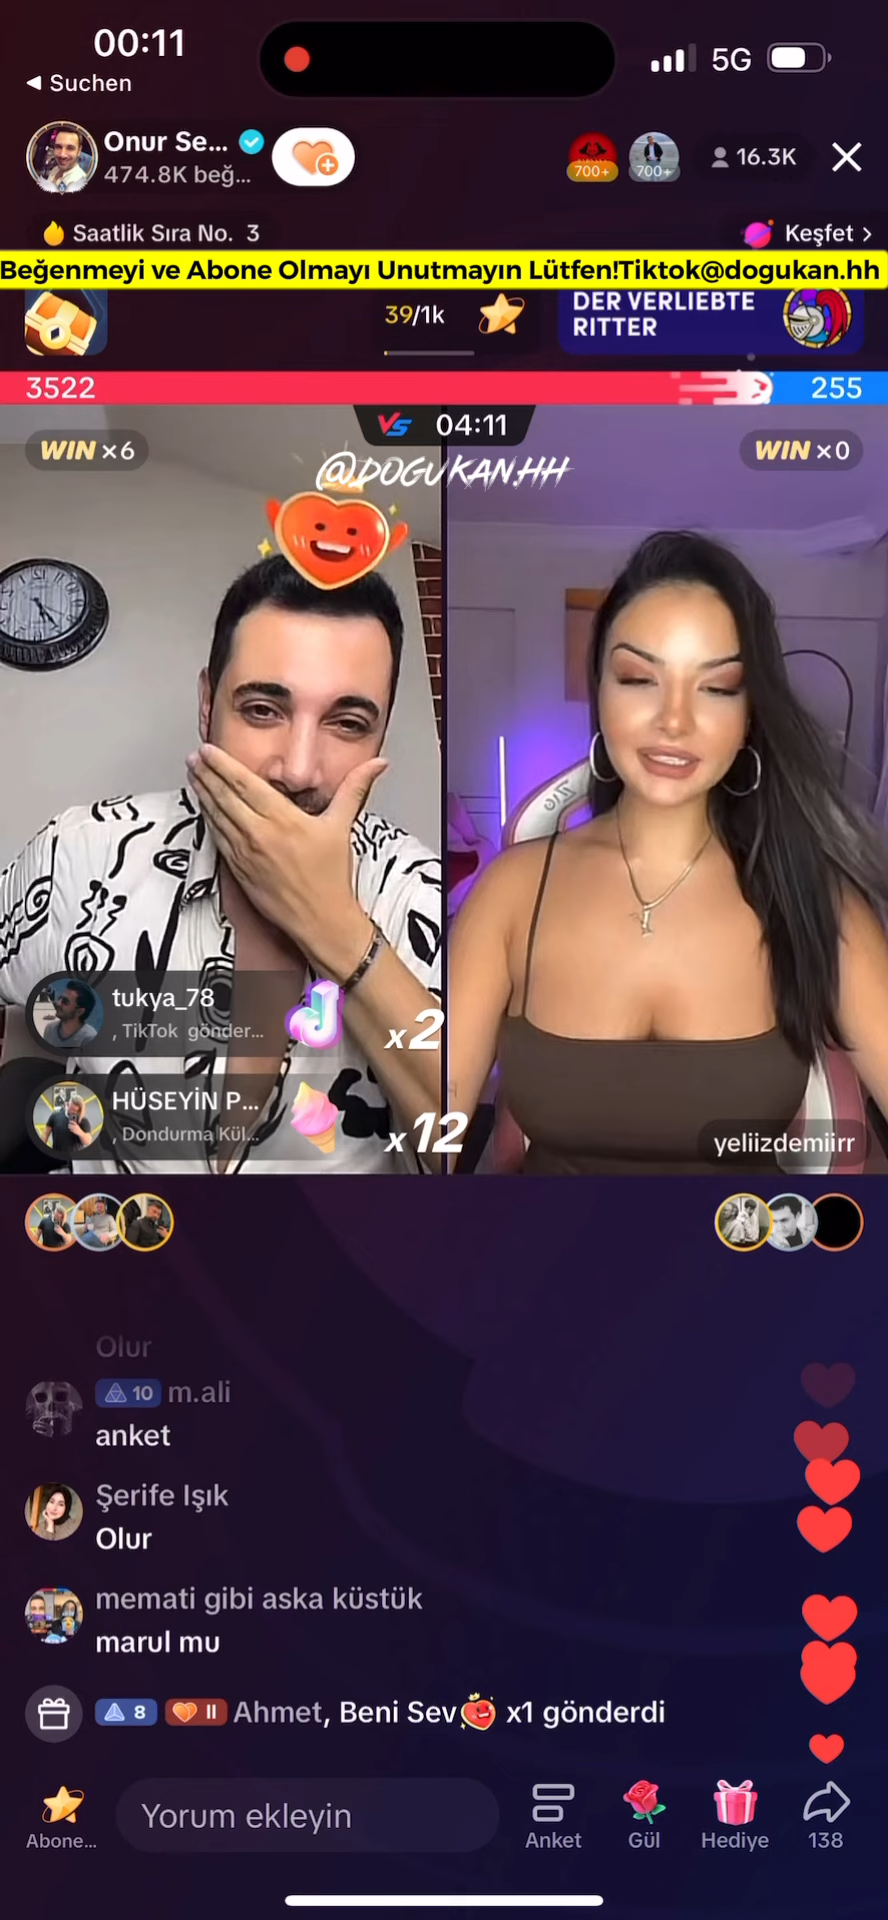 00:11
5G
◀ Suchen
Onur Se...
474.8K beğ...
700+
700+
16.3K
Saatlik Sıra No. 3
Keşfet >
Beğenmeyi ve Abone Olmayı Unutmayın Lütfen!Tiktok@dogukan.hh
39/1k
DER VERLIEBTE
RITTER
3522
255
VS 04:11
WIN x6
WIN x0
@DOGUKAN.HH
tukya_78
, TikTok gönder...
x2
HÜSEYİN P...
, Dondurma Kül...
x12
yeliizdemiirr
Olur
10 m.ali
anket
Şerife Işık
Olur
memati gibi aska küstük
marul mu
8 II Ahmet, Beni Sev x1 gönderdi
Yorum ekleyin
Abone...
Anket
Gül
Hediye
138